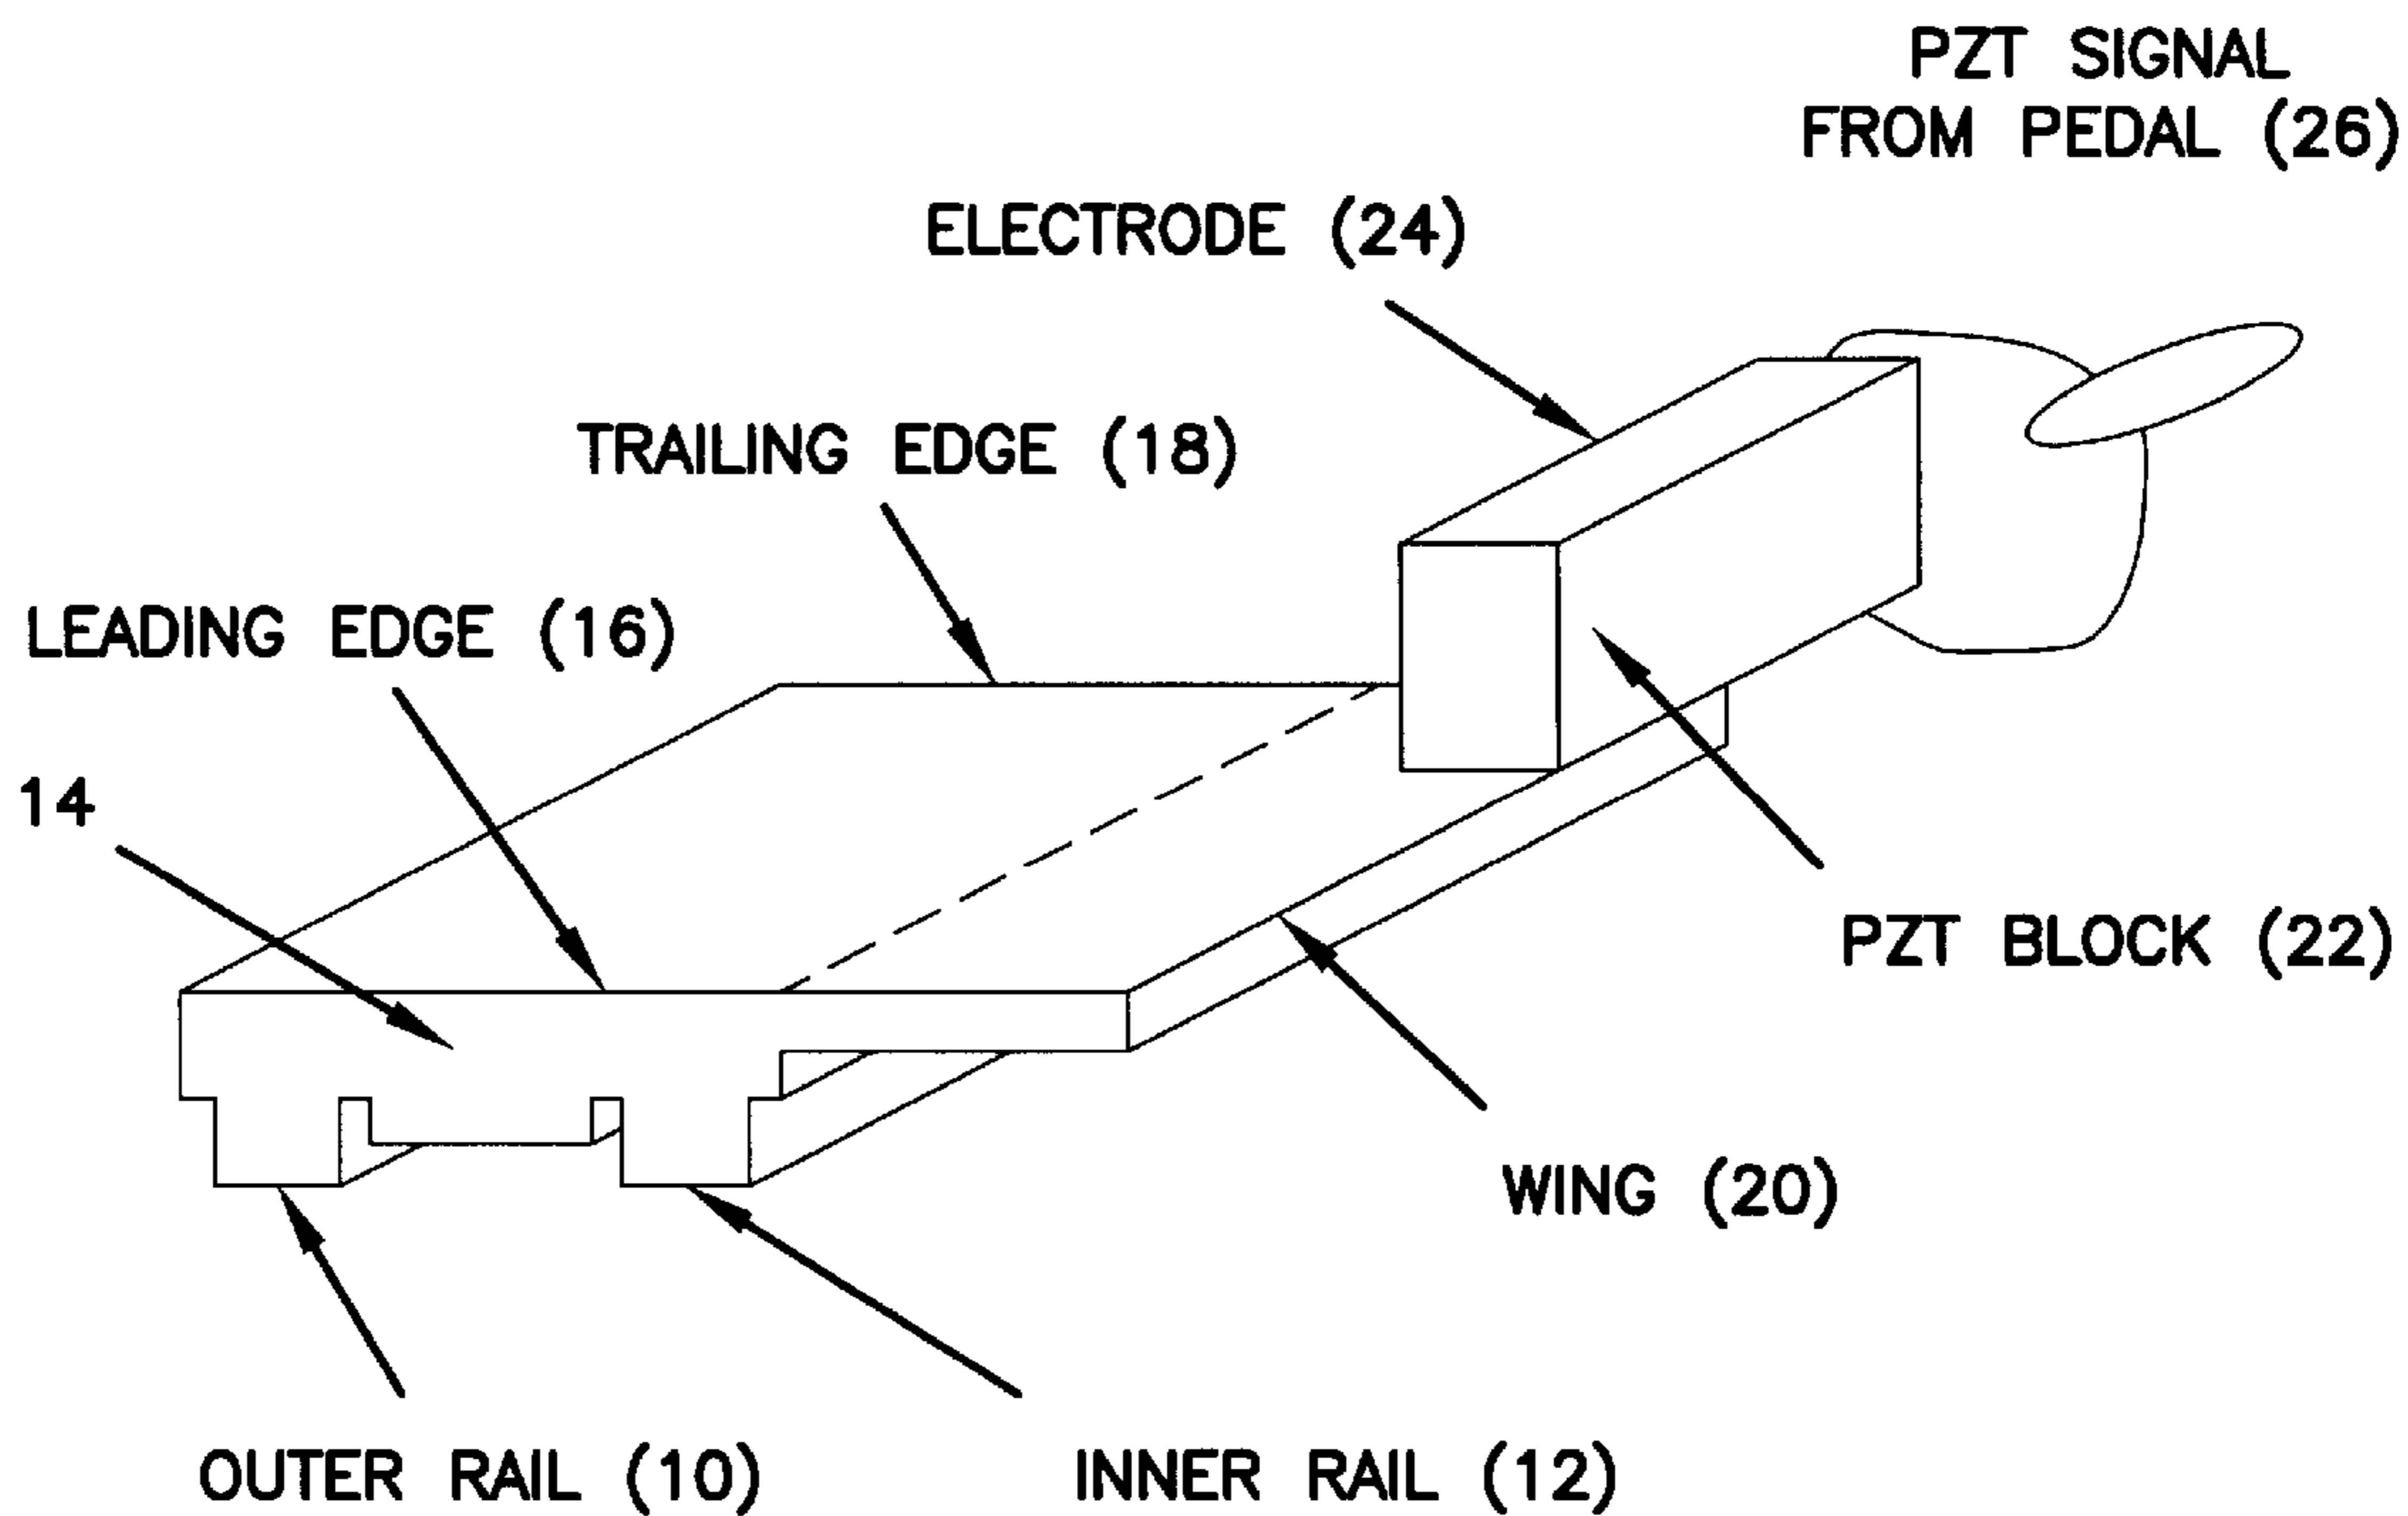 PZT SIGNAL
FROM PEDAL (26)
ELECTRODE (24)
TRAILING EDGE (18)
LEADING EDGE (16)
14
PZT BLOCK (22)
WING (20)
OUTER RAIL (10)
INNER RAIL (12)